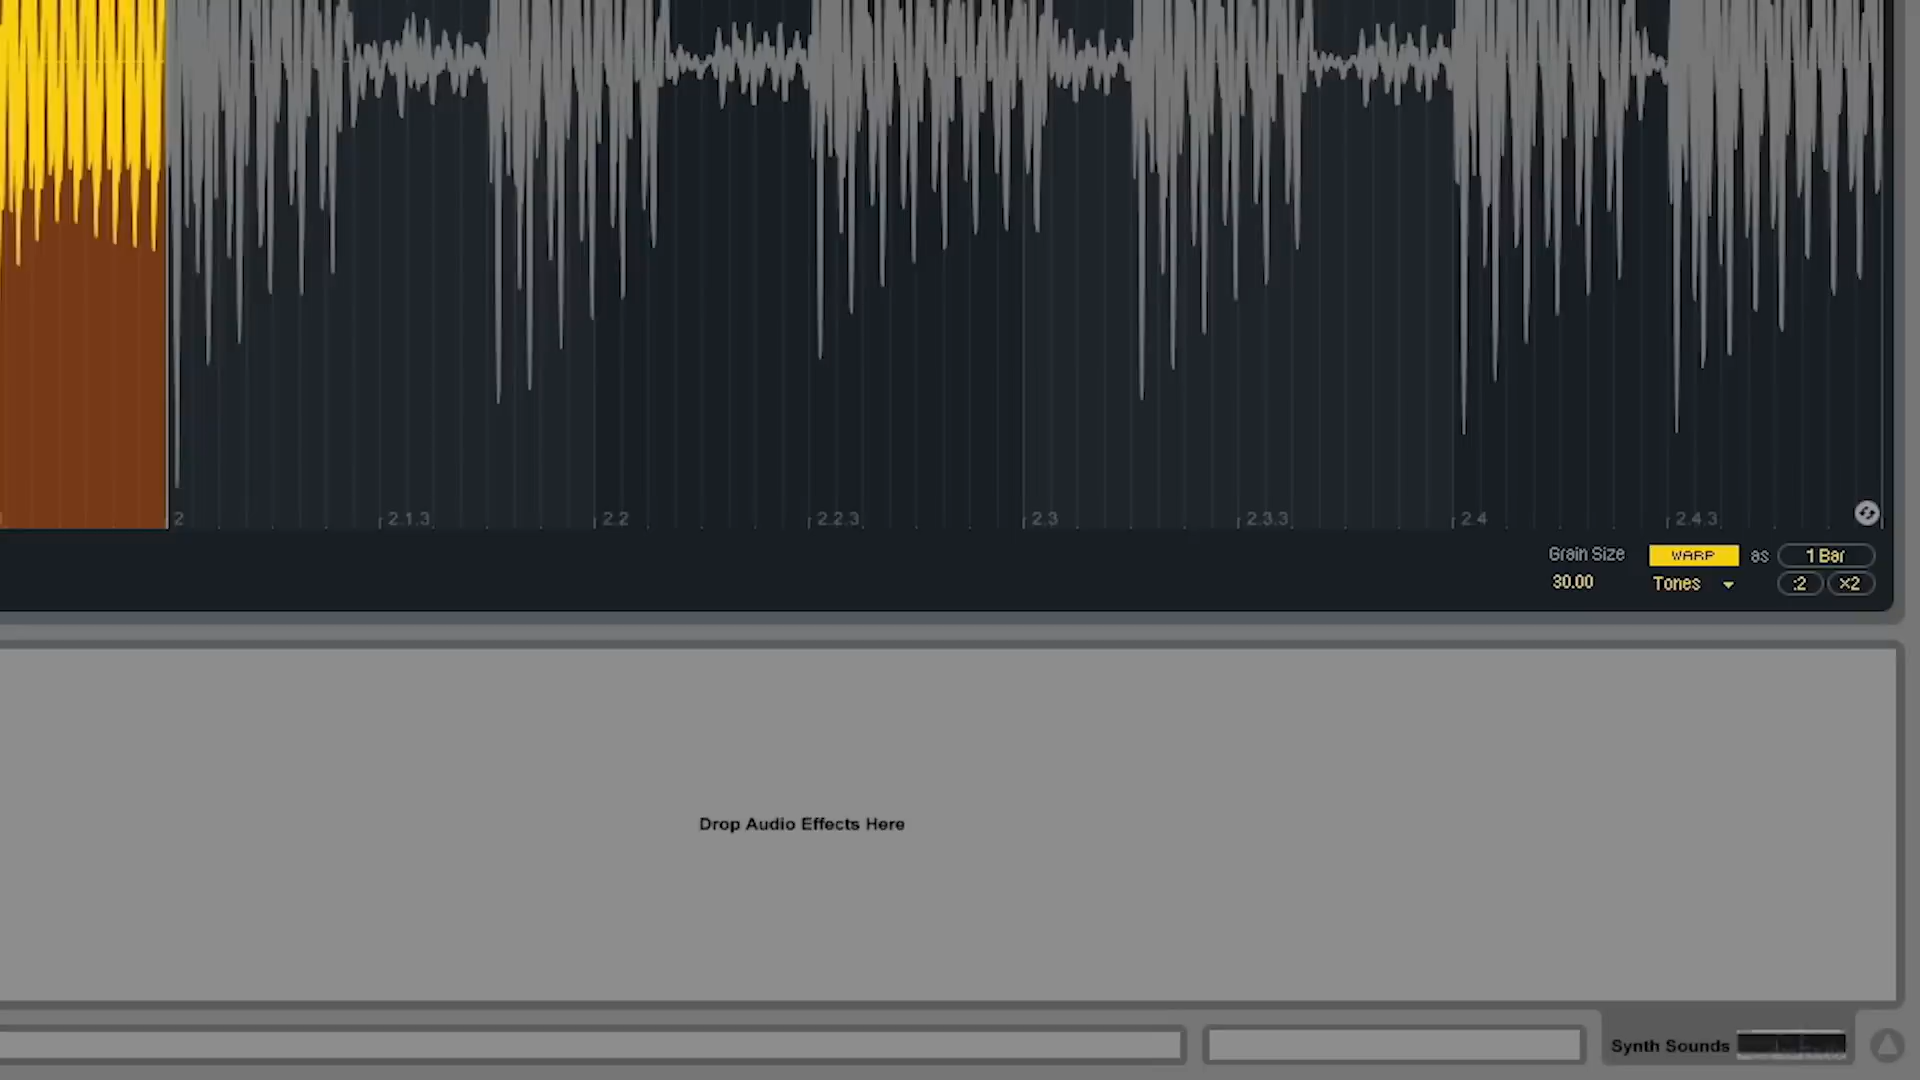 2 2.1.3 2.2 2.2.3 2.3 2.3.3 2.4 2.4.3
Grain Size WARP as 1 Bar
30.00 Tones :2 ×2
Drop Audio Effects Here
Synth Sounds